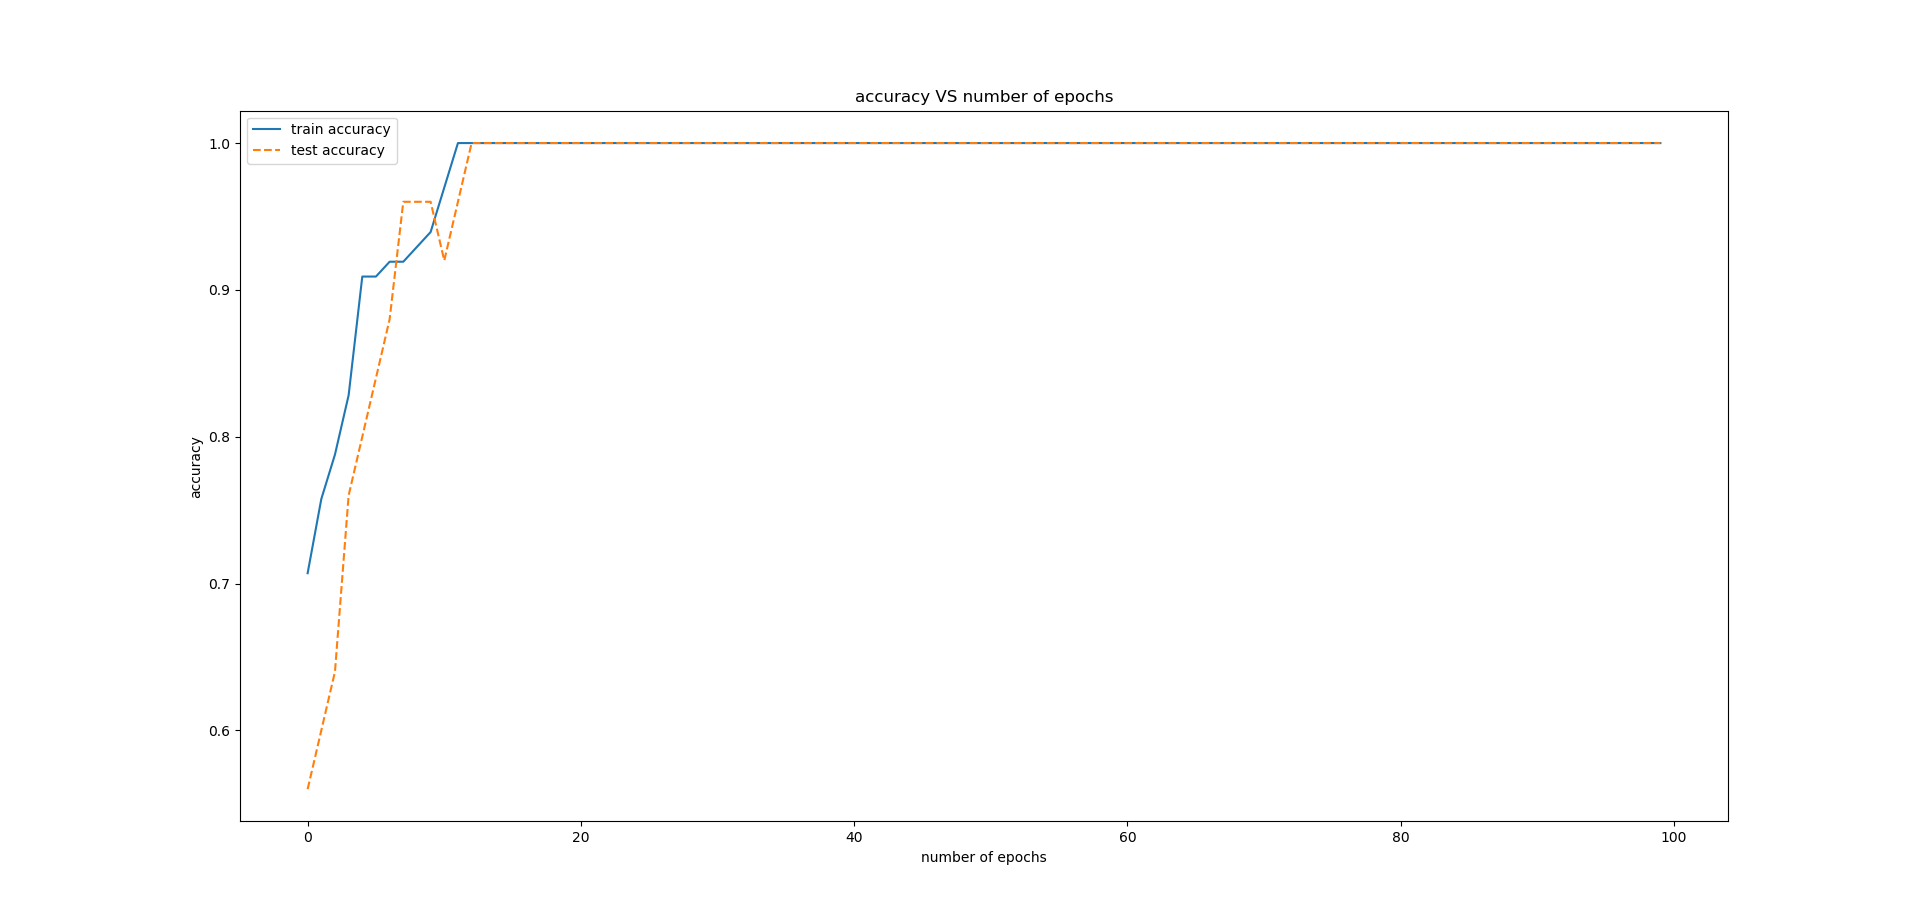 accuracy VS number of epochs
train accuracy
test accuracy
1.0
0.9
0.8
0.7
0.6
accuracy
0 20 40 60 80 100
number of epochs